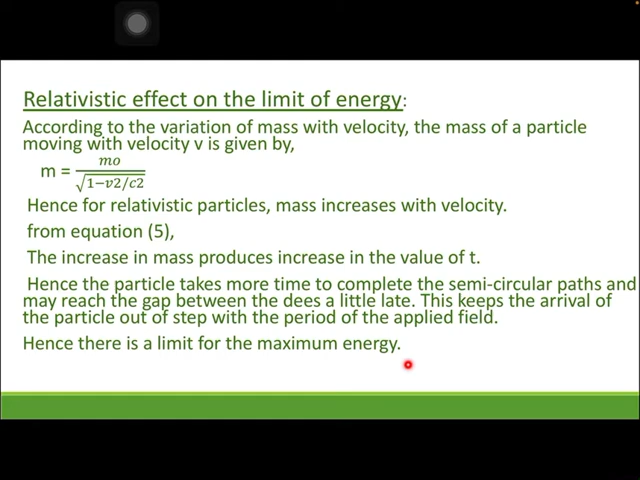 Relativistic effect on the limit of energy:
According to the variation of mass with velocity, the mass of a particle
moving with velocity v is given by,
m = mo / √1−v2/c2
Hence for relativistic particles, mass increases with velocity.
from equation (5),
The increase in mass produces increase in the value of t.
Hence the particle takes more time to complete the semi-circular paths and
may reach the gap between the dees a little late. This keeps the arrival of
the particle out of step with the period of the applied field.
Hence there is a limit for the maximum energy.